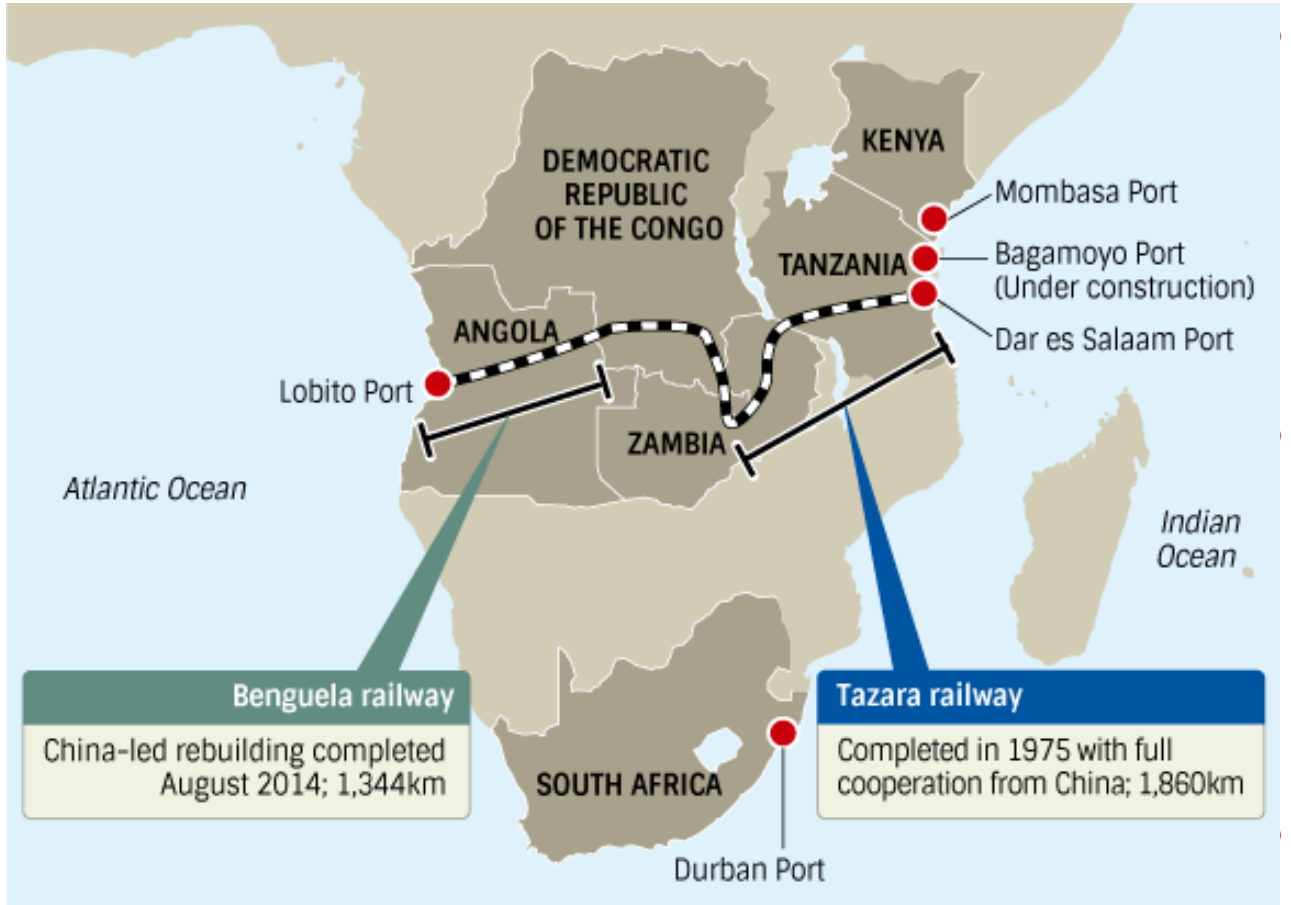 KENYA
DEMOCRATIC
REPUBLIC
OF THE CONGO
Mombasa Port
TANZANIA
Bagamoyo Port
(Under construction)
ANGOLA
Dar es Salaam Port
Lobito Port
ZAMBIA
Atlantic Ocean
Indian
Ocean
Benguela railway
China-led rebuilding completed
August 2014; 1,344km
Tazara railway
Completed in 1975 with full
cooperation from China; 1,860km
SOUTH AFRICA
Durban Port